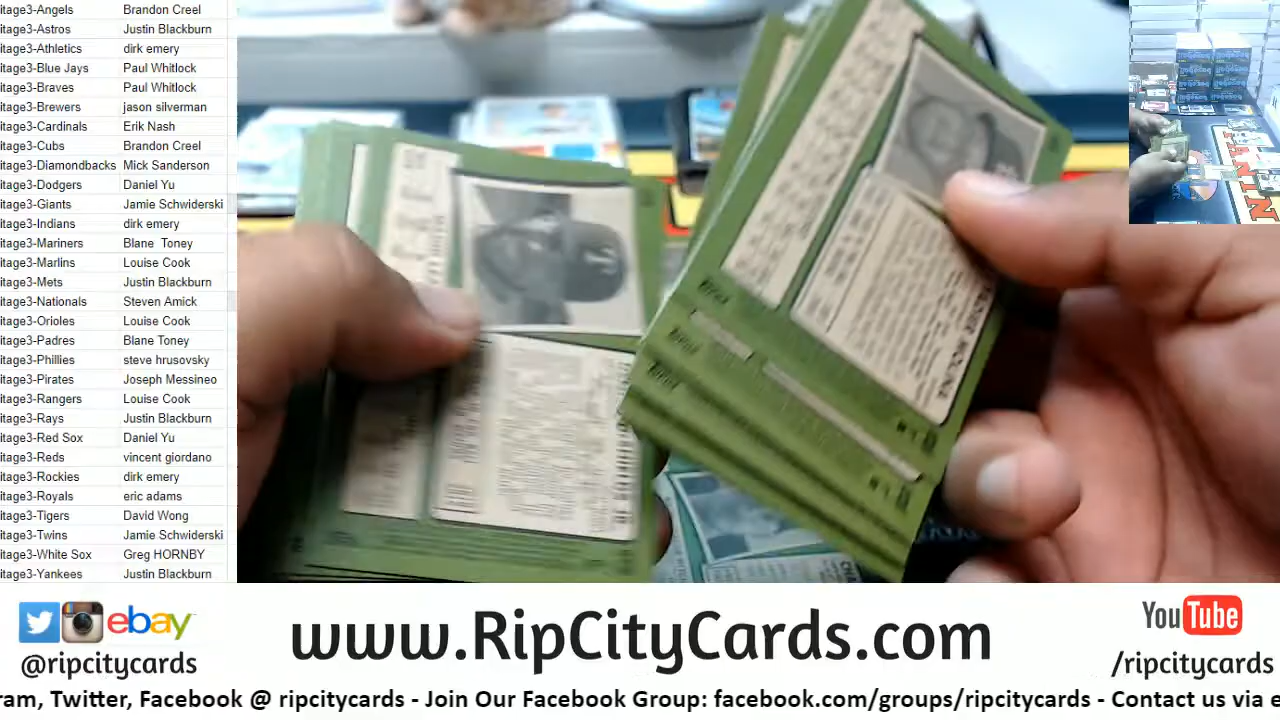 itage3-Angels Brandon Creel
itage3-Astros Justin Blackburn
itage3-Athletics dirk emery
itage3-Blue Jays Paul Whitlock
itage3-Braves Paul Whitlock
itage3-Brewers jason silverman
itage3-Cardinals Erik Nash
itage3-Cubs Brandon Creel
itage3-Diamondbacks Mick Sanderson
itage3-Dodgers Daniel Yu
itage3-Giants Jamie Schwiderski
itage3-Indians dirk emery
itage3-Mariners Blane Toney
itage3-Marlins Louise Cook
itage3-Mets Justin Blackburn
itage3-Nationals Steven Amick
itage3-Orioles Louise Cook
itage3-Padres Blane Toney
itage3-Phillies steve hrusovsky
itage3-Pirates Joseph Messineo
itage3-Rangers Louise Cook
itage3-Rays Justin Blackburn
itage3-Red Sox Daniel Yu
itage3-Reds vincent giordano
itage3-Rockies dirk emery
itage3-Royals eric adams
itage3-Tigers David Wong
itage3-Twins Jamie Schwiderski
itage3-White Sox Greg HORNBY
itage3-Yankees Justin Blackburn
PANINI
ebay
@ripcitycards
www.RipCityCards.com
YouTube
/ripcitycards
ram, Twitter, Facebook @ ripcitycards - Join Our Facebook Group: facebook.com/groups/ripcitycards - Contact us via e